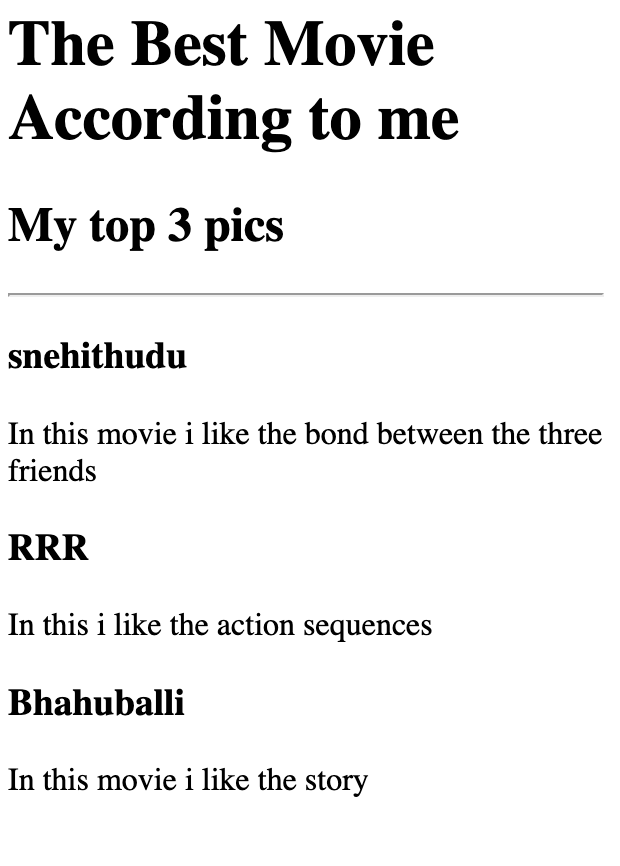 The Best Movie
According to me
My top 3 pics
snehithudu
In this movie i like the bond between the three
friends
RRR
In this i like the action sequences
Bhahuballi
In this movie i like the story